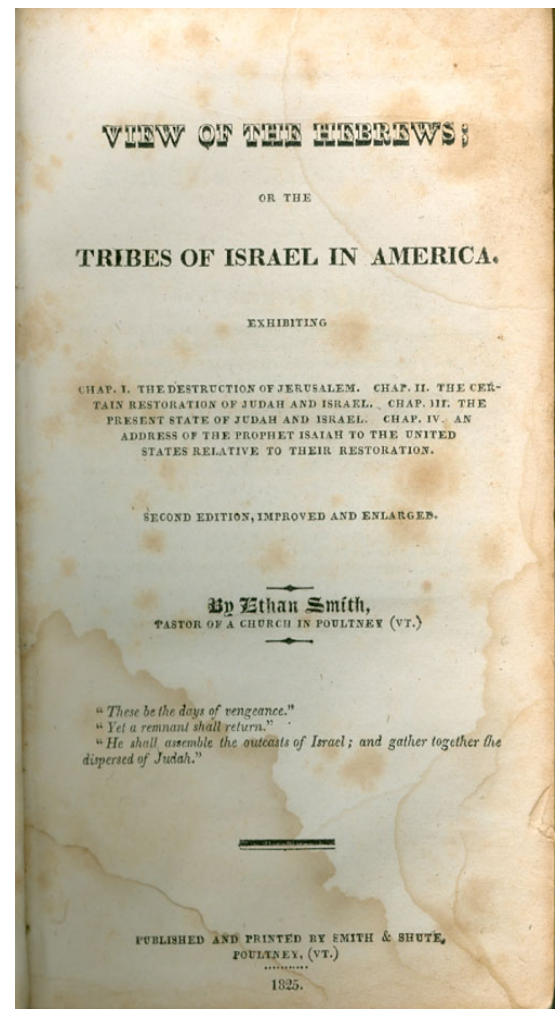 VIEW OF THE HEBREWS;
OR THE
TRIBES OF ISRAEL IN AMERICA.
EXHIBITING
CHAP. I. THE DESTRUCTION OF JERUSALEM. CHAP. II. THE CER-
TAIN RESTORATION OF JUDAH AND ISRAEL. CHAP. III. THE
PRESENT STATE OF JUDAH AND ISRAEL. CHAP. IV. AN
ADDRESS OF THE PROPHET ISAIAH TO THE UNITED
STATES RELATIVE TO THEIR RESTORATION.
SECOND EDITION, IMPROVED AND ENLARGED.
By Ethan Smith,
PASTOR OF A CHURCH IN POULTNEY (VT.)
“ These be the days of vengeance.”
“ Yet a remnant shall return.”
“ He shall assemble the outcasts of Israel ; and gather together the
dispersed of Judah.”
PUBLISHED AND PRINTED BY SMITH & SHUTE,
POULTNEY, (VT.)
1825.